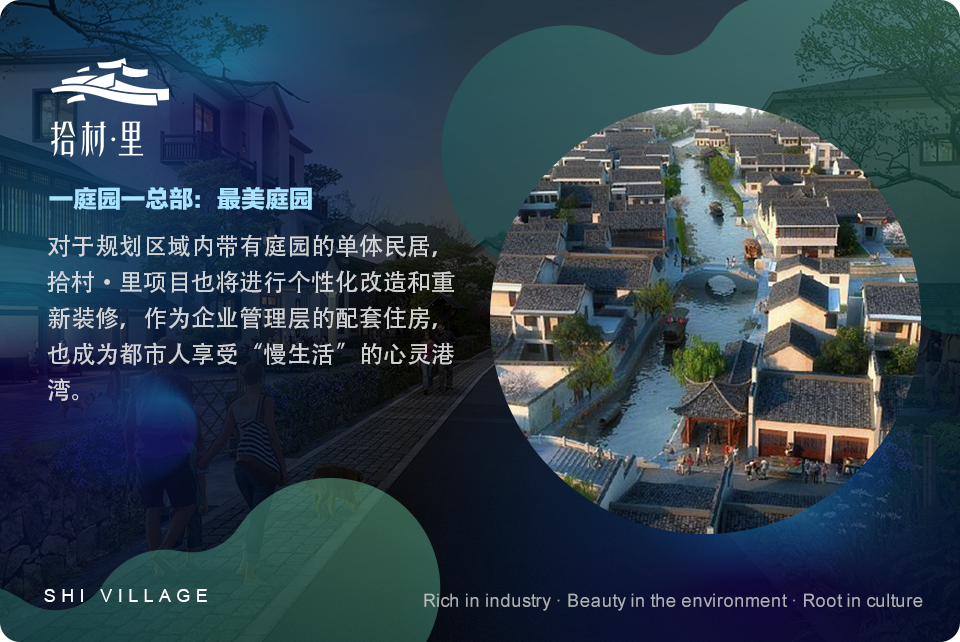 拾村·里
一庭园一总部：最美庭园
对于规划区域内带有庭园的单体民居，
拾村·里项目也将进行个性化改造和重
新装修，作为企业管理层的配套住房，
也成为都市人享受“慢生活”的心灵港
湾。
SHI VILLAGE
Rich in industry · Beauty in the environment · Root in culture